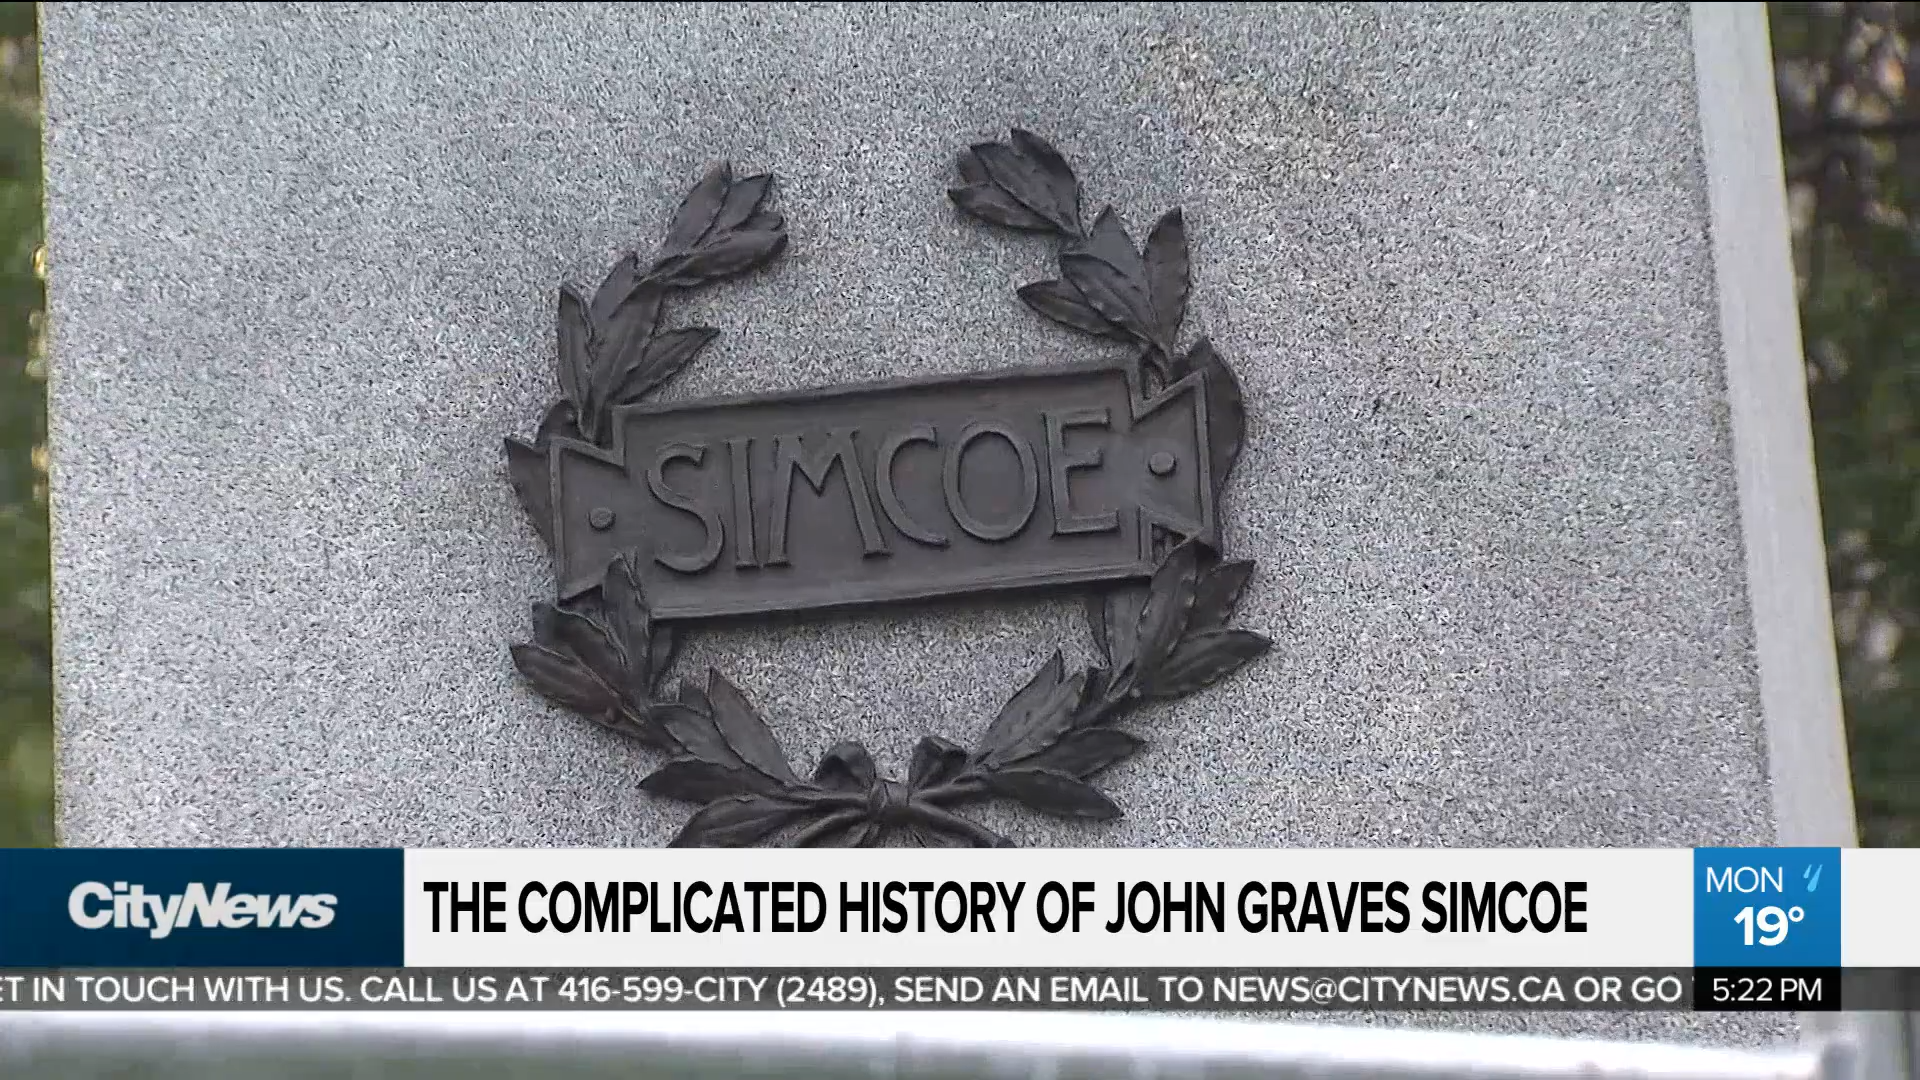 SIMCOE
CityNews
THE COMPLICATED HISTORY OF JOHN GRAVES SIMCOE
MON
19°
ET IN TOUCH WITH US. CALL US AT 416-599-CITY (2489), SEND AN EMAIL TO NEWS@CITYNEWS.CA OR GO
5:22 PM